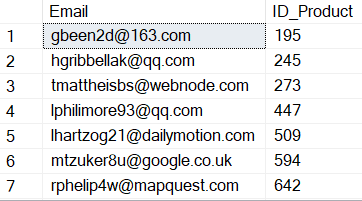 Email ID_Product
1 gbeen2d@163.com 195
2 hgribbellak@qq.com 245
3 tmattheisbs@webnode.com 273
4 lphilimore93@qq.com 447
5 lhartzog21@dailymotion.com 509
6 mtzuker8u@google.co.uk 594
7 rphelip4w@mapquest.com 642